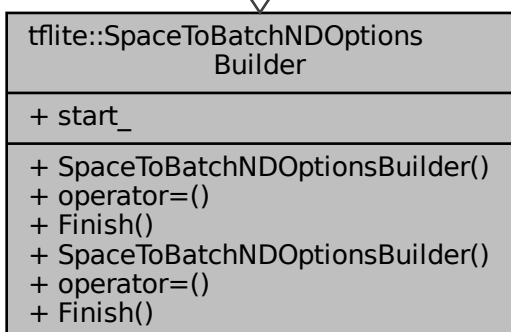 tflite::SpaceToBatchNDOptions
Builder
+ start_
+ SpaceToBatchNDOptionsBuilder()
+ operator=()
+ Finish()
+ SpaceToBatchNDOptionsBuilder()
+ operator=()
+ Finish()